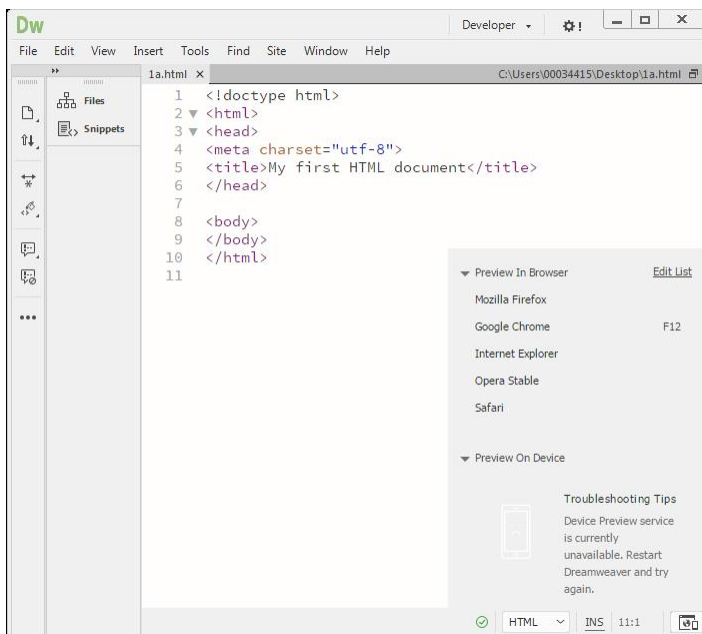 Dw
Developer
File Edit View Insert Tools Find Site Window Help
1a.html C:\Users\00034415\Desktop\1a.html
Files
Snippets
1 <!doctype html>
2 <html>
3 <head>
4 <meta charset="utf-8">
5 <title>My first HTML document</title>
6 </head>
7
8 <body>
9 </body>
10 </html>
11
Preview In Browser Edit List
Mozilla Firefox
Google Chrome F12
Internet Explorer
Opera Stable
Safari
Preview On Device
Troubleshooting Tips
Device Preview service
is currently
unavailable. Restart
Dreamweaver and try
again.
HTML INS 11:1